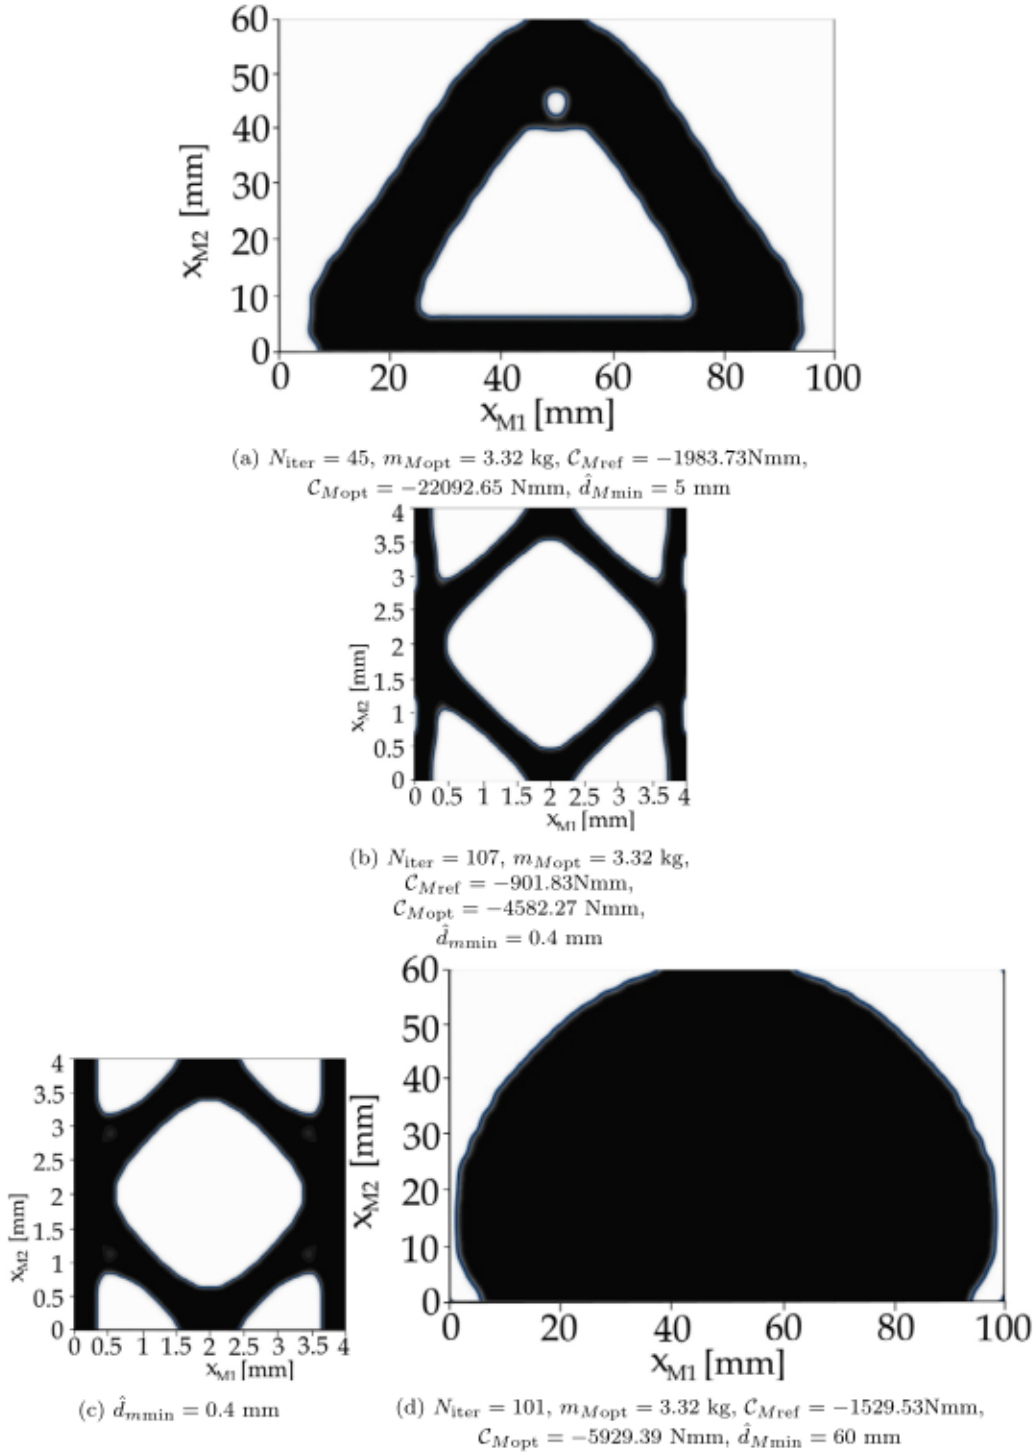 60
50
40
30
20
10
0
x_M2 [mm]
0 20 40 60 80 100
x_M1 [mm]
(a) N_iter = 45, m_Mopt = 3.32 kg, C_Mref = −1983.73Nmm,
C_Mopt = −22092.65 Nmm, d̂_Mmin = 5 mm
4
3.5
3
2.5
2
1.5
1
0.5
0
x_M2 [mm]
0 0.5 1 1.5 2 2.5 3 3.5 4
x_M1 [mm]
(b) N_iter = 107, m_Mopt = 3.32 kg,
C_Mref = −901.83Nmm,
C_Mopt = −4582.27 Nmm,
d̂_mmin = 0.4 mm
4
3.5
3
2.5
2
1.5
1
0.5
0
x_M2 [mm]
0 0.5 1 1.5 2 2.5 3 3.5 4
x_M1 [mm]
(c) d̂_mmin = 0.4 mm
60
50
40
30
20
10
0
x_M2 [mm]
0 20 40 60 80 100
x_M1 [mm]
(d) N_iter = 101, m_Mopt = 3.32 kg, C_Mref = −1529.53Nmm,
C_Mopt = −5929.39 Nmm, d̂_Mmin = 60 mm